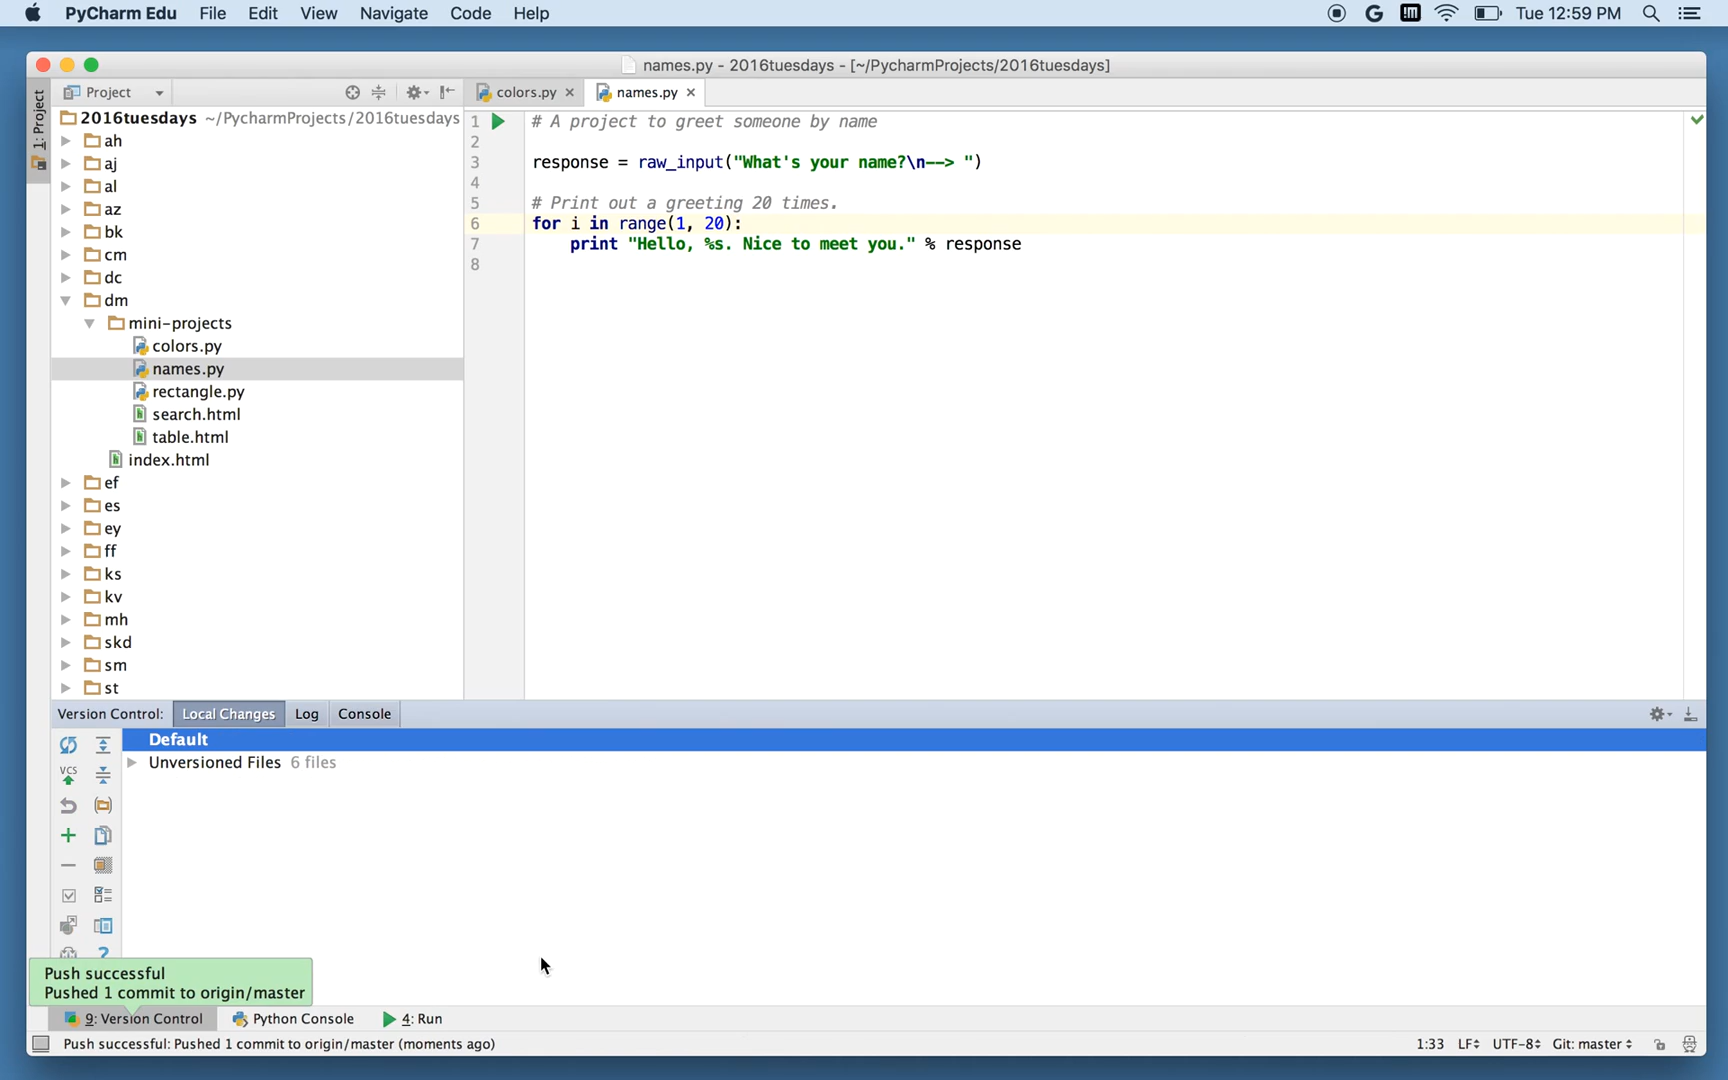 PyCharm Edu File Edit View Navigate Code Help Tue 12:59 PM
names.py - 2016tuesdays - [~/PycharmProjects/2016tuesdays]
1: Project
Project
colors.py
names.py
2016tuesdays ~/PycharmProjects/2016tuesdays
ah
aj
al
az
bk
cm
dc
dm
mini-projects
colors.py
names.py
rectangle.py
search.html
table.html
index.html
ef
es
ey
ff
ks
kv
mh
skd
sm
st
1 # A project to greet someone by name
2
3 response = raw_input("What's your name?\n--> ")
4
5 # Print out a greeting 20 times.
6 for i in range(1, 20):
7 print "Hello, %s. Nice to meet you." % response
8
Version Control: Local Changes Log Console
Default
Unversioned Files 6 files
VCS
Push successful
Pushed 1 commit to origin/master
9: Version Control Python Console 4: Run
Push successful: Pushed 1 commit to origin/master (moments ago) 1:33 LF UTF-8 Git: master